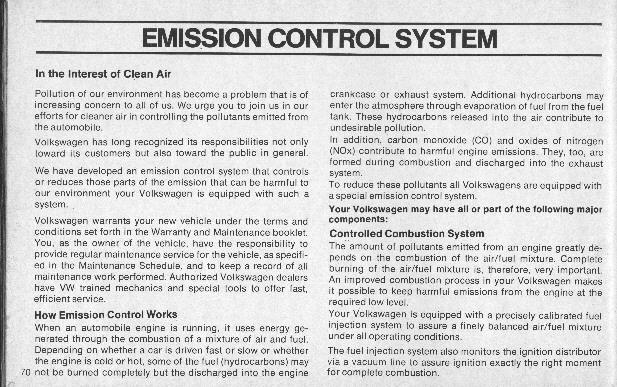 EMISSION CONTROL SYSTEM
In the Interest of Clean Air
Pollution of our environment has become a problem that is of
increasing concern to all of us. We urge you to join us in our
efforts for cleaner air in controlling the pollutants emitted from
the automobile.
Volkswagen has long recognized its responsibilities not only
toward its customers but also toward the public in general.
We have developed an emission control system that controls
or reduces those parts of the emission that can be harmful to
our environment your Volkswagen is equipped with such a
system.
Volkswagen warrants your new vehicle under the terms and
conditions set forth in the Warranty and Maintenance booklet.
You, as the owner of the vehicle, have the responsibility to
provide regular maintenance service for the vehicle, as specifi-
ed in the Maintenance Schedule, and to keep a record of all
maintenance work performed. Authorized Volkswagen dealers
have VW trained mechanics and special tools to offer fast,
efficient service.
How Emission Control Works
When an automobile engine is running, it uses energy ge-
nerated through the combustion of a mixture of air and fuel.
Depending on whether a car is driven fast or slow or whether
the engine is cold or hot, some of the fuel (hydrocarbons) may
70 not be burned completely but the discharged into the engine
crankcase or exhaust system. Additional hydrocarbons may
enter the atmosphere through evaporation of fuel from the fuel
tank. These hydrocarbons released into the air contribute to
undesirable pollution.
In addition, carbon monoxide (CO) and oxides of nitrogen
(NOx) contribute to harmful engine emissions. They, too, are
formed during combustion and discharged into the exhaust
system.
To reduce these pollutants all Volkswagens are equipped with
a special emission control system.
Your Volkswagen may have all or part of the following major
components:
Controlled Combustion System
The amount of pollutants emitted from an engine greatly de-
pends on the combustion of the air/fuel mixture. Complete
burning of the air/fuel mixture is, therefore, very important.
An improved combustion process in your Volkswagen makes
it possible to keep harmful emissions from the engine at the
required low level.
Your Volkswagen is equipped with a precisely calibrated fuel
injection system to assure a finely balanced air/fuel mixture
under all operating conditions.
The fuel injection system also monitors the ignition distributor
via a vacuum line to assure ignition exactly the right moment
for complete combustion.